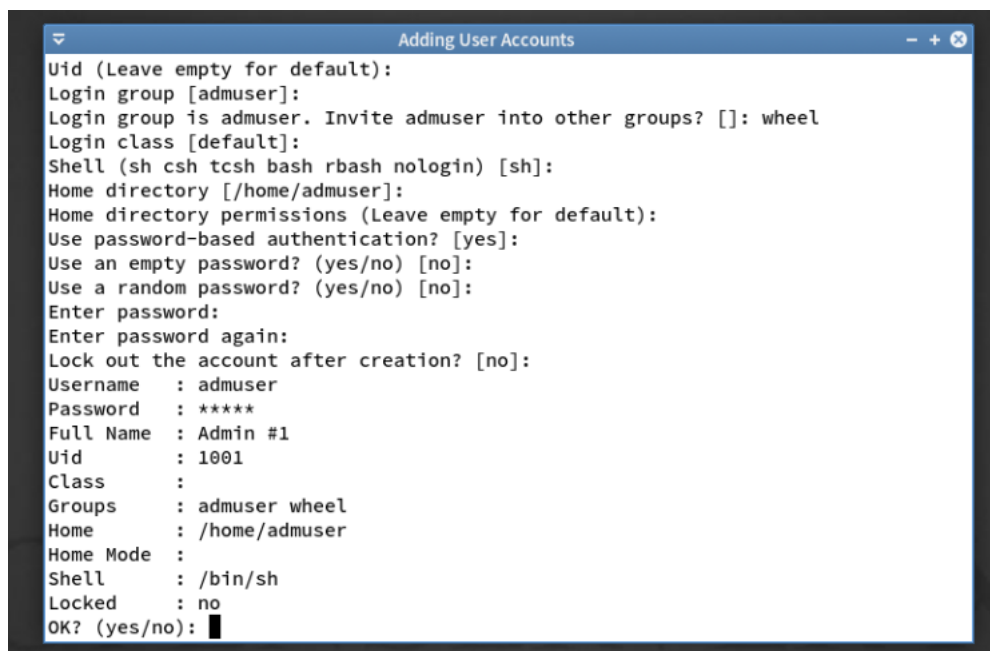 Adding User Accounts
Uid (Leave empty for default):
Login group [admuser]:
Login group is admuser. Invite admuser into other groups? []: wheel
Login class [default]:
Shell (sh csh tcsh bash rbash nologin) [sh]:
Home directory [/home/admuser]:
Home directory permissions (Leave empty for default):
Use password-based authentication? [yes]:
Use an empty password? (yes/no) [no]:
Use a random password? (yes/no) [no]:
Enter password:
Enter password again:
Lock out the account after creation? [no]:
Username   : admuser
Password   : *****
Full Name  : Admin #1
Uid        : 1001
Class      :
Groups     : admuser wheel
Home       : /home/admuser
Home Mode  :
Shell      : /bin/sh
Locked     : no
OK? (yes/no):